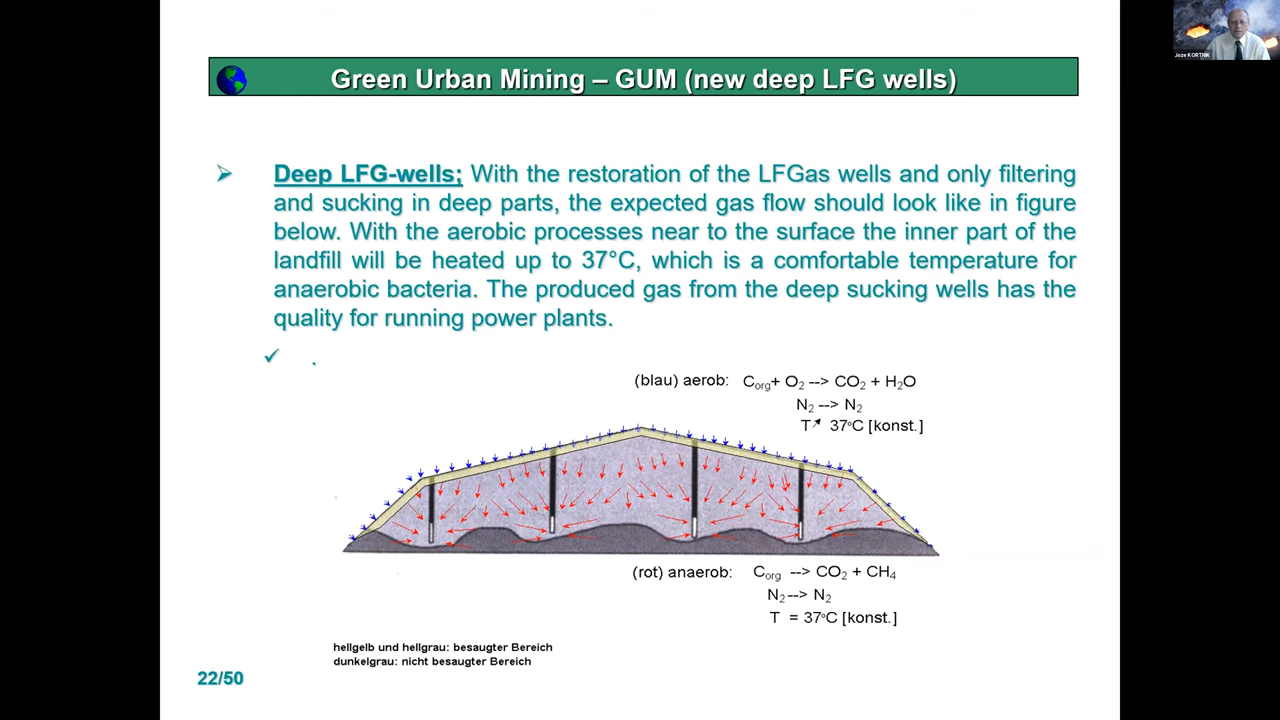 Joze KORTNIK
Green Urban Mining – GUM (new deep LFG wells)
Deep LFG-wells; With the restoration of the LFGas wells and only filtering
and sucking in deep parts, the expected gas flow should look like in figure
below. With the aerobic processes near to the surface the inner part of the
landfill will be heated up to 37°C, which is a comfortable temperature for
anaerobic bacteria. The produced gas from the deep sucking wells has the
quality for running power plants.
.
(blau) aerob: Corg+ O2 --> CO2 + H2O
N2 --> N2
T↗ 37°C [konst.]
(rot) anaerob: Corg --> CO2 + CH4
N2 --> N2
T = 37°C [konst.]
hellgelb und hellgrau: besaugter Bereich
dunkelgrau: nicht besaugter Bereich
22/50